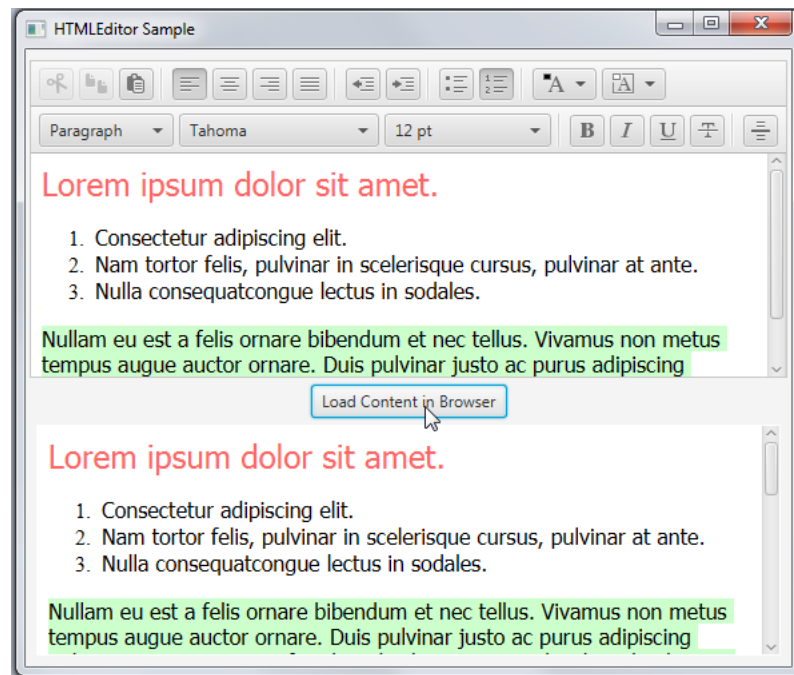 HTMLEditor Sample
Paragraph Tahoma 12 pt B I U T
Lorem ipsum dolor sit amet.
1. Consectetur adipiscing elit.
2. Nam tortor felis, pulvinar in scelerisque cursus, pulvinar at ante.
3. Nulla consequatcongue lectus in sodales.
Nullam eu est a felis ornare bibendum et nec tellus. Vivamus non metus
tempus augue auctor ornare. Duis pulvinar justo ac purus adipiscing
Load Content in Browser
Lorem ipsum dolor sit amet.
1. Consectetur adipiscing elit.
2. Nam tortor felis, pulvinar in scelerisque cursus, pulvinar at ante.
3. Nulla consequatcongue lectus in sodales.
Nullam eu est a felis ornare bibendum et nec tellus. Vivamus non metus
tempus augue auctor ornare. Duis pulvinar justo ac purus adipiscing